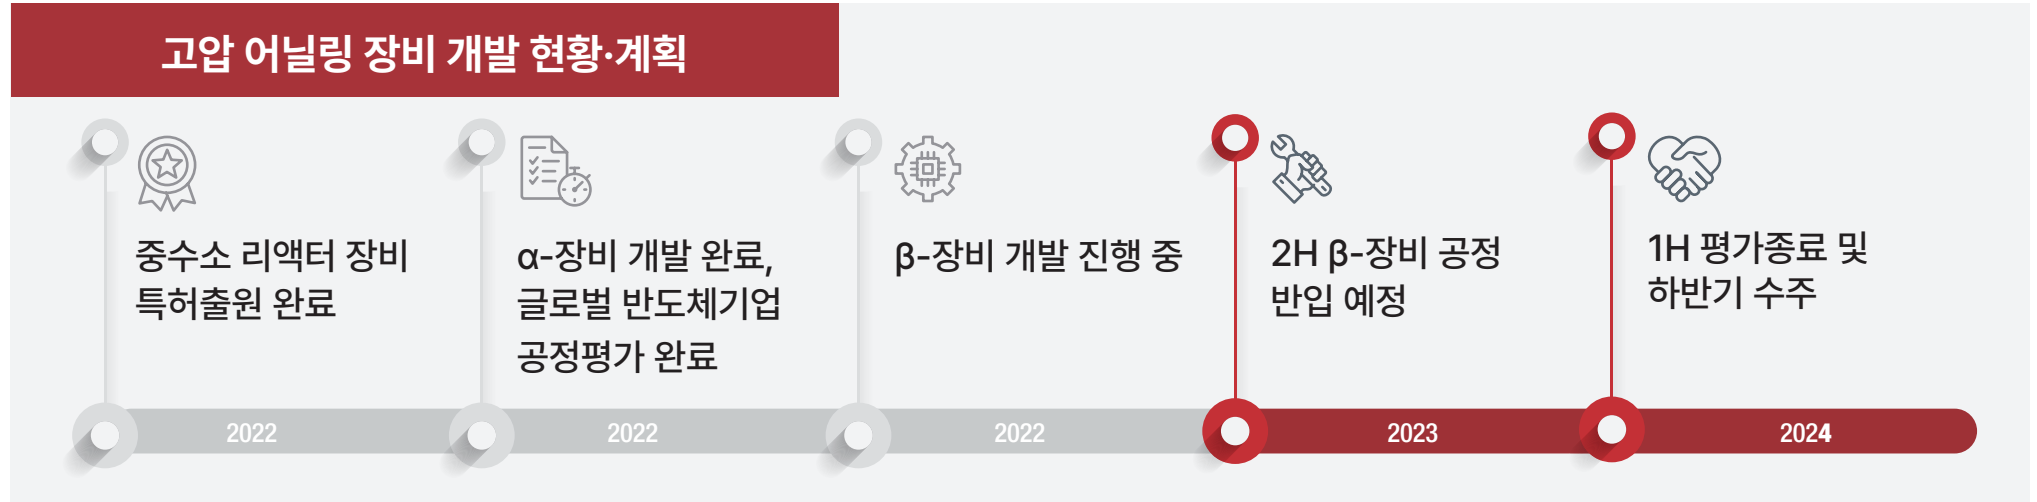 고압 어닐링 장비 개발 현황·계획
중수소 리액터 장비
특허출원 완료
α-장비 개발 완료,
글로벌 반도체기업
공정평가 완료
β-장비 개발 진행 중
2H β-장비 공정
반입 예정
1H 평가종료 및
하반기 수주
2022
2022
2022
2023
2024